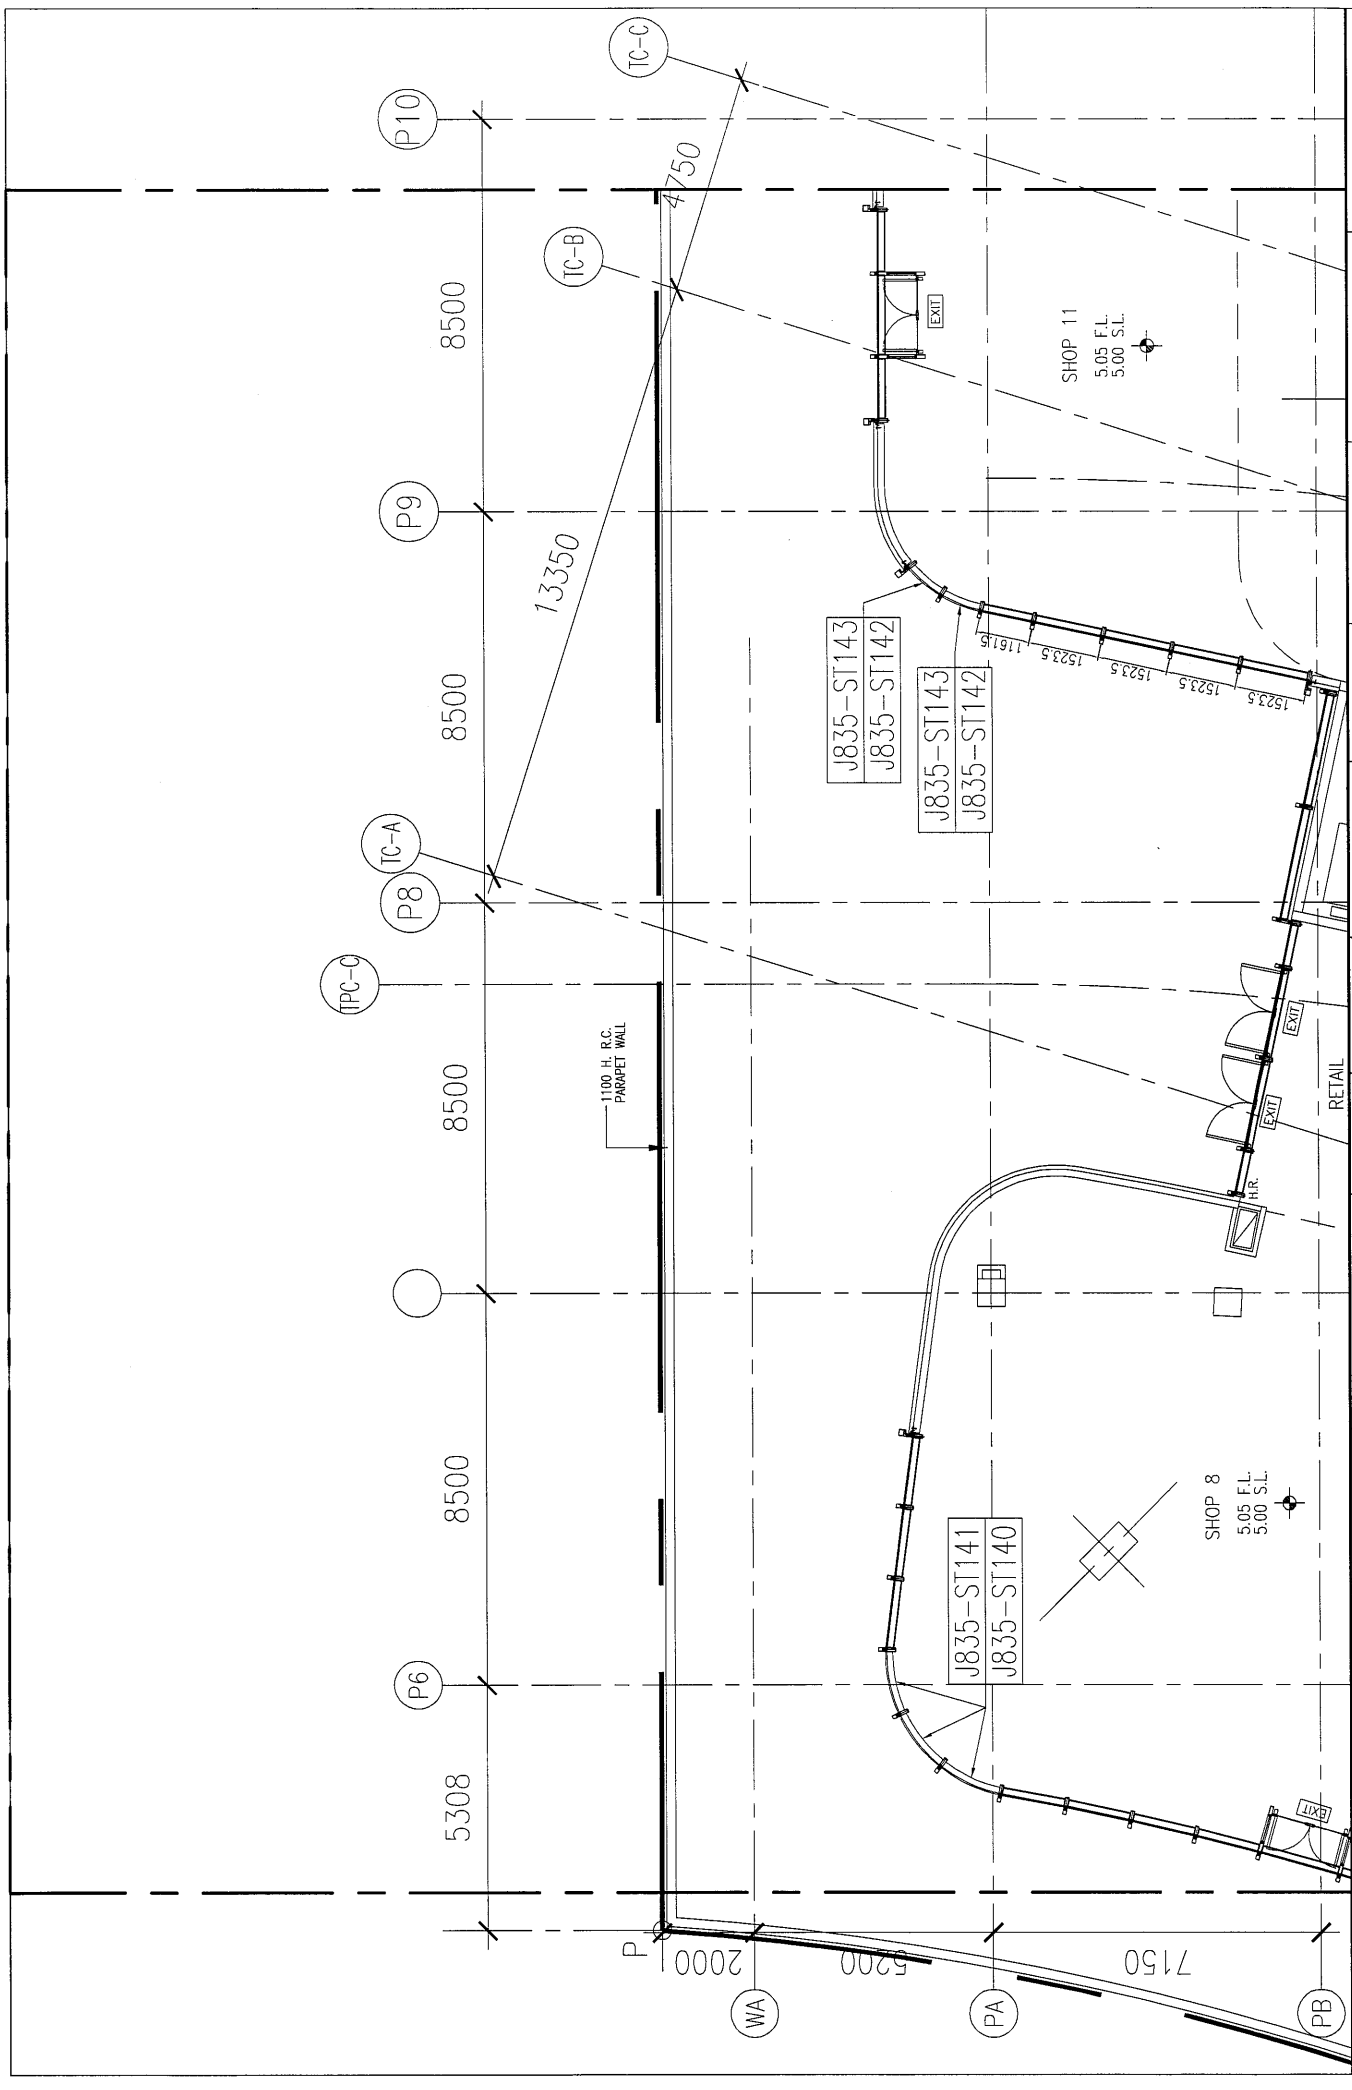 P10
P9
P8
P6
TPC-C
TC-A
TC-B
TC-C
8500
8500
8500
8500
5308
13350
4750
1100 H. R.C.
PARAPET WALL
P
2000
5200
7150
WA
PA
PB
J835-ST143
J835-ST142
J835-ST143
J835-ST142
1161.5
1523.5
1523.5
1523.5
1523.5
J835-ST141
J835-ST140
SHOP 11
5.05 F.L.
5.00 S.L.
SHOP 8
5.05 F.L.
5.00 S.L.
EXIT
EXIT
EXIT
EXIT
RETAIL
H.R.